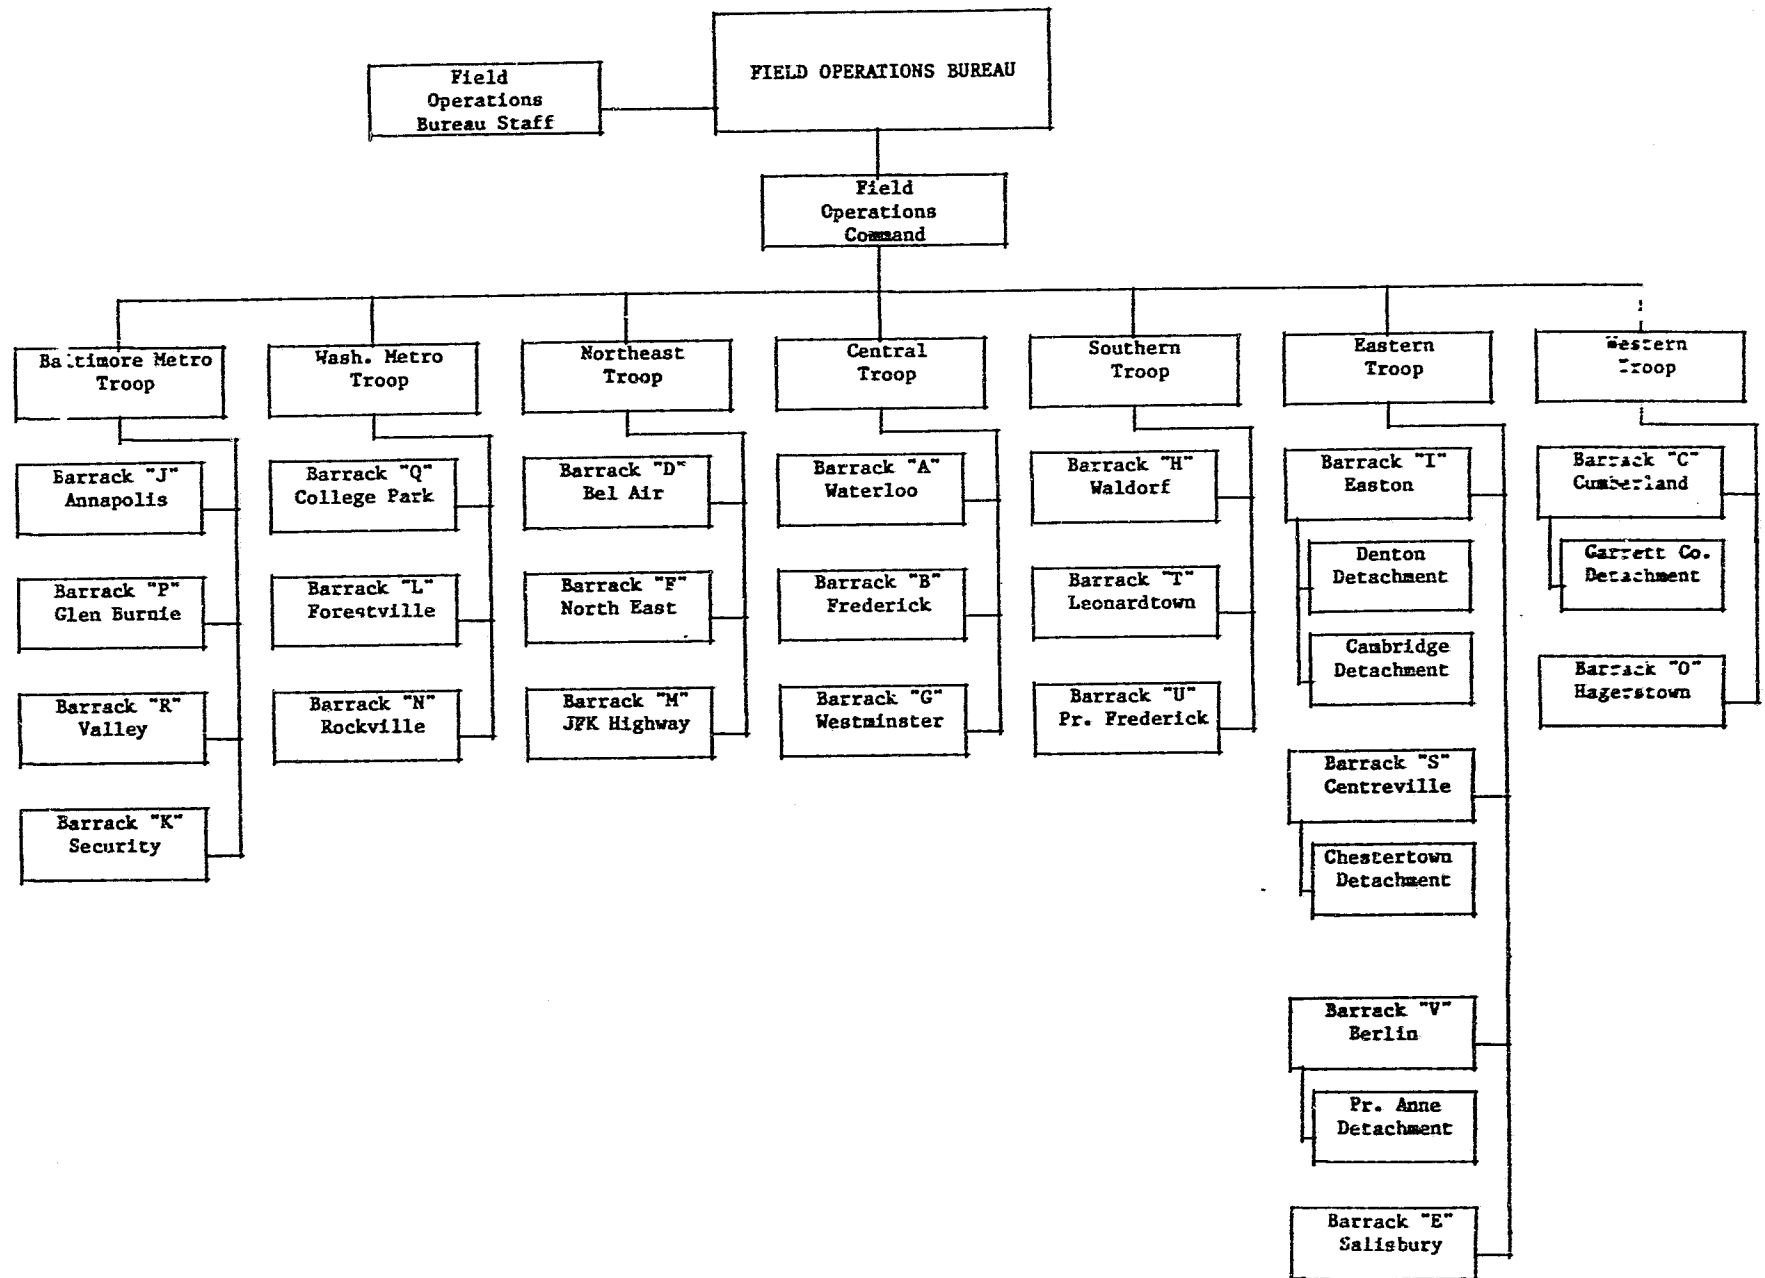 FIELD OPERATIONS BUREAU
Field
Operations
Bureau Staff
Field
Operations
Command
Baltimore Metro
Troop
Wash. Metro
Troop
Northeast
Troop
Central
Troop
Southern
Troop
Eastern
Troop
Western
Troop
Barrack "J"
Annapolis
Barrack "P"
Glen Burnie
Barrack "R"
Valley
Barrack "K"
Security
Barrack "Q"
College Park
Barrack "L"
Forestville
Barrack "N"
Rockville
Barrack "D"
Bel Air
Barrack "F"
North East
Barrack "M"
JFK Highway
Barrack "A"
Waterloo
Barrack "B"
Frederick
Barrack "G"
Westminster
Barrack "H"
Waldorf
Barrack "T"
Leonardtown
Barrack "U"
Pr. Frederick
Barrack "I"
Easton
Denton
Detachment
Cambridge
Detachment
Barrack "S"
Centreville
Chestertown
Detachment
Barrack "V"
Berlin
Pr. Anne
Detachment
Barrack "E"
Salisbury
Barrack "C"
Cumberland
Garrett Co.
Detachment
Barrack "O"
Hagerstown